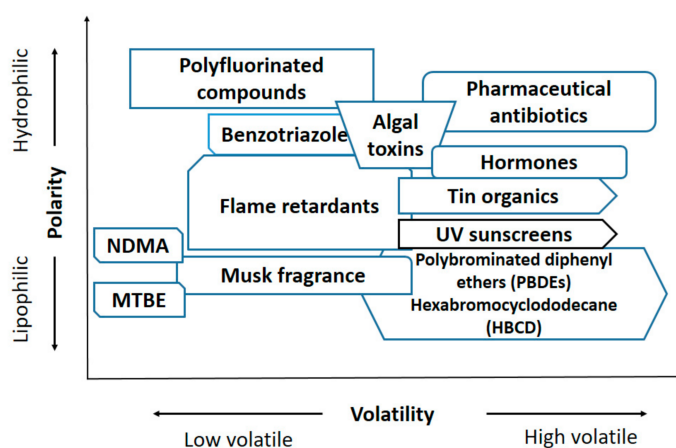 Hydrophilic
Polarity
Lipophilic
Polyfluorinated
compounds
Pharmaceutical
antibiotics
Algal
toxins
Benzotriazole
Hormones
Flame retardants
Tin organics
UV sunscreens
NDMA
Musk fragrance
MTBE
Polybrominated diphenyl
ethers (PBDEs)
Hexabromocyclododecane
(HBCD)
Volatility
Low volatile
High volatile